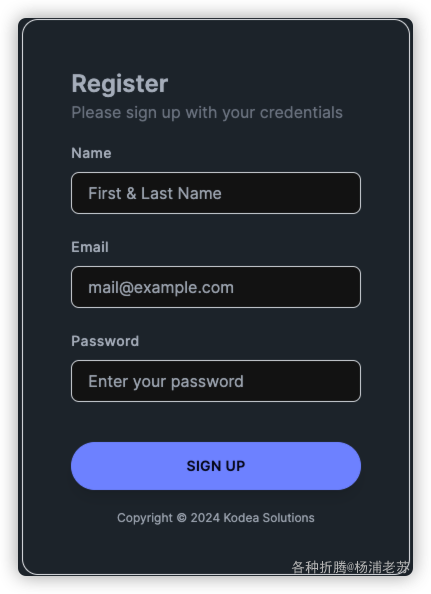 Register
Please sign up with your credentials
Name
First & Last Name
Email
mail@example.com
Password
Enter your password
SIGN UP
Copyright © 2024 Kodea Solutions
各种折腾@杨浦老苏